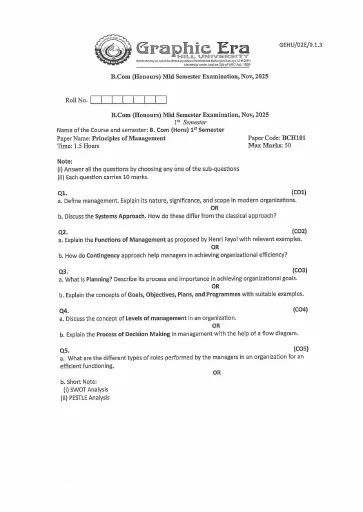 GEHU/02E/9.1.3
Graphic Era
HILL UNIVERSITY
B.Com (Honours) Mid Semester Examination, Nov, 2025
Roll No.
B.Com (Honours) Mid Semester Examination, Nov, 2025
1st Semester
Name of the Course and semester: B. Com (Hons) 1st Semester
Paper Name: Principles of Management Paper Code: BCH101
Time: 1.5 Hours Max Marks: 50
Note:
(i) Answer all the questions by choosing any one of the sub-questions
(ii) Each question carries 10 marks.
Q1. (CO1)
a. Define management. Explain its nature, significance, and scope in modern organizations.
OR
b. Discuss the Systems Approach. How do these differ from the classical approach?
Q2. (CO2)
a. Explain the Functions of Management as proposed by Henri Fayol with relevant examples.
OR
b. How do Contingency approach help managers in achieving organizational efficiency?
Q3. (CO3)
a. What is Planning? Describe its process and importance in achieving organizational goals.
OR
b. Explain the concepts of Goals, Objectives, Plans, and Programmes with suitable examples.
Q4. (CO4)
a. Discuss the concept of Levels of management in an organization.
OR
b. Explain the Process of Decision Making in management with the help of a flow diagram.
Q5. (CO5)
a. What are the different types of roles performed by the managers in an organization for an
efficient functioning.
OR
b. Short Note:
(i) SWOT Analysis
(ii) PESTLE Analysis